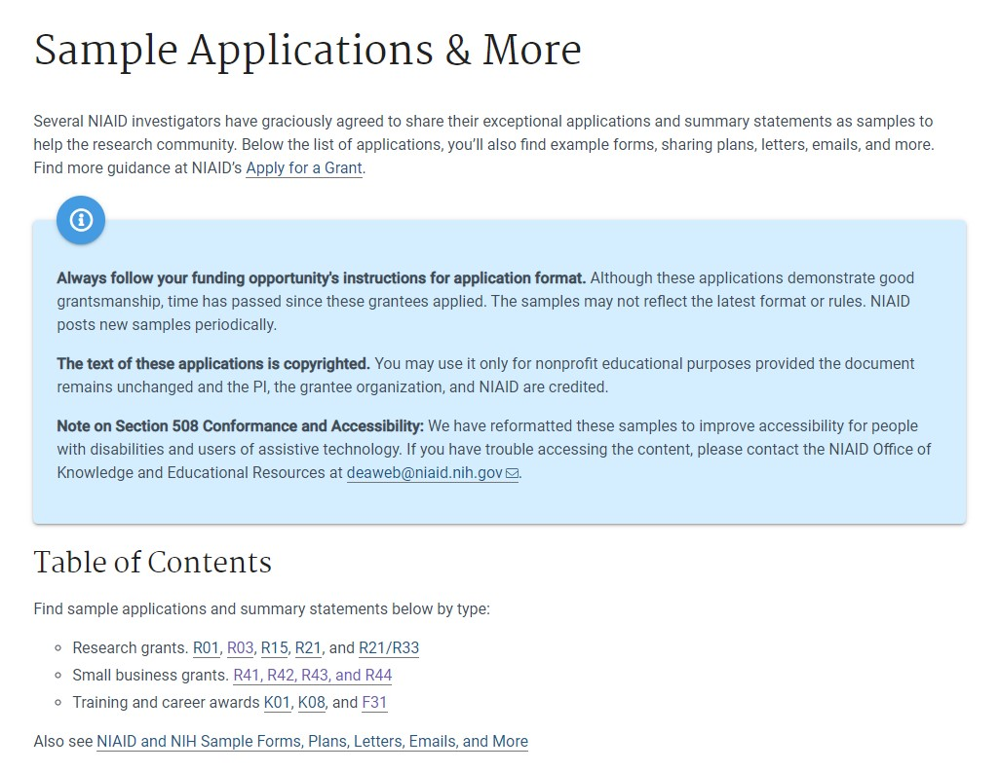 Sample Applications & More
Several NIAID investigators have graciously agreed to share their exceptional applications and summary statements as samples to
help the research community. Below the list of applications, you’ll also find example forms, sharing plans, letters, emails, and more.
Find more guidance at NIAID’s Apply for a Grant.
Always follow your funding opportunity's instructions for application format. Although these applications demonstrate good
grantsmanship, time has passed since these grantees applied. The samples may not reflect the latest format or rules. NIAID
posts new samples periodically.
The text of these applications is copyrighted. You may use it only for nonprofit educational purposes provided the document
remains unchanged and the PI, the grantee organization, and NIAID are credited.
Note on Section 508 Conformance and Accessibility: We have reformatted these samples to improve accessibility for people
with disabilities and users of assistive technology. If you have trouble accessing the content, please contact the NIAID Office of
Knowledge and Educational Resources at deaweb@niaid.nih.gov.
Table of Contents
Find sample applications and summary statements below by type:
Research grants. R01, R03, R15, R21, and R21/R33
Small business grants. R41, R42, R43, and R44
Training and career awards K01, K08, and F31
Also see NIAID and NIH Sample Forms, Plans, Letters, Emails, and More